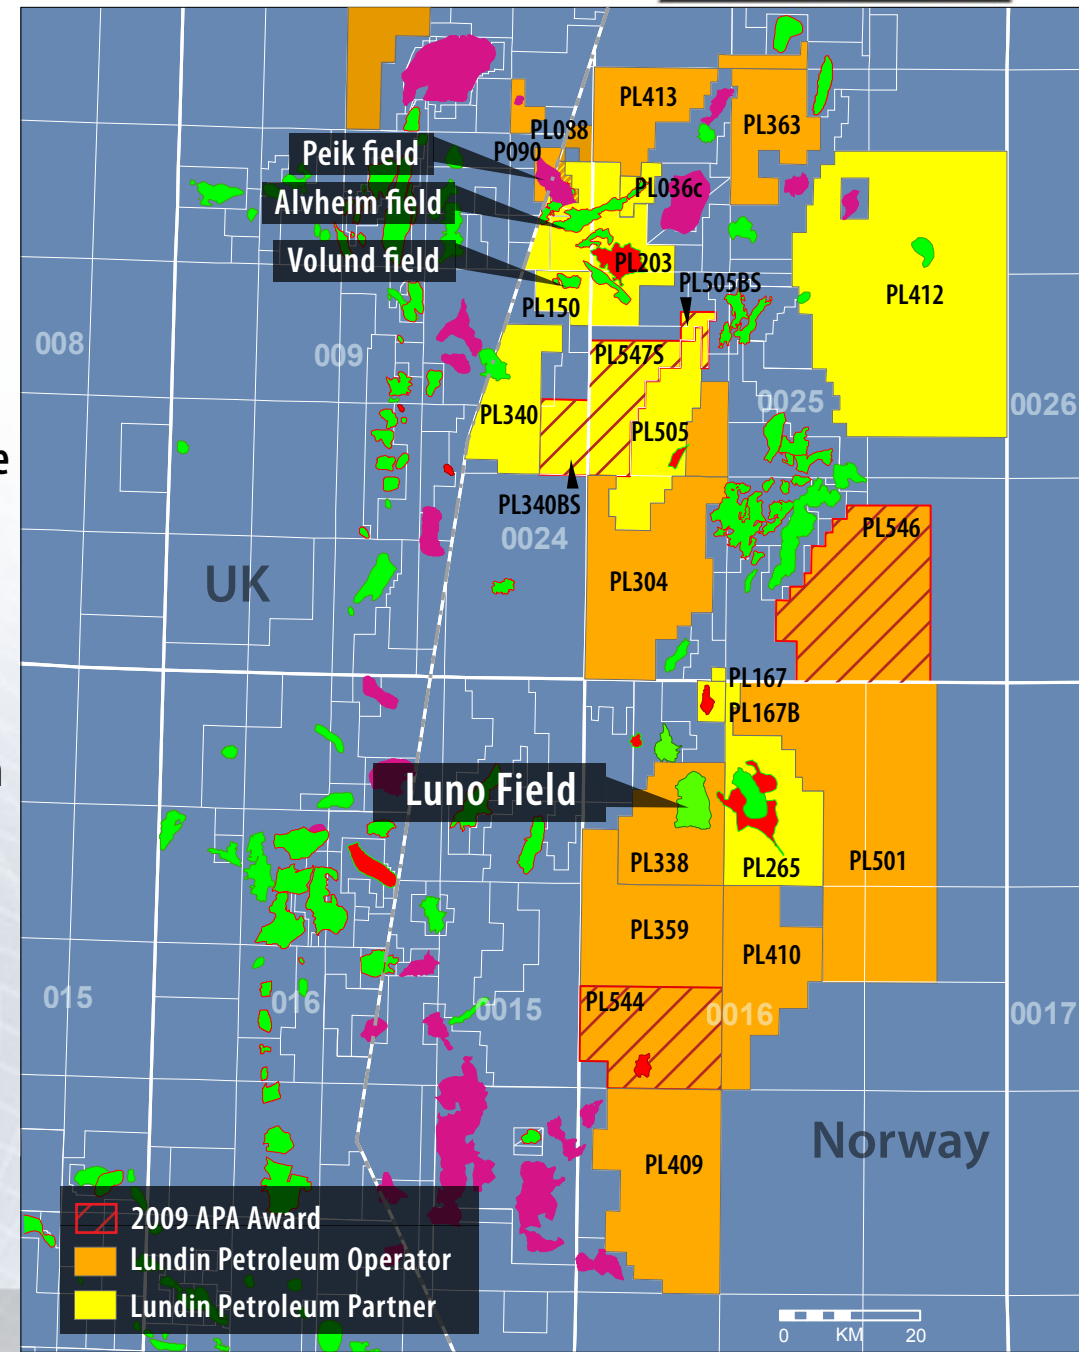 PL413
PL363
PL088
P090
Peik field
PL036c
Alvheim field
Volund field
PL203
PL505BS
PL412
PL150
008
009
PL547S
0025
0026
PL340
PL505
e
PL340BS
0024
PL546
UK
PL304
PL167
PL167B
Luno Field
PL338
PL265
PL501
PL359
PL410
015
016
0015
PL544
0016
0017
Norway
PL409
2009 APA Award
Lundin Petroleum Operator
Lundin Petroleum Partner
0 KM 20